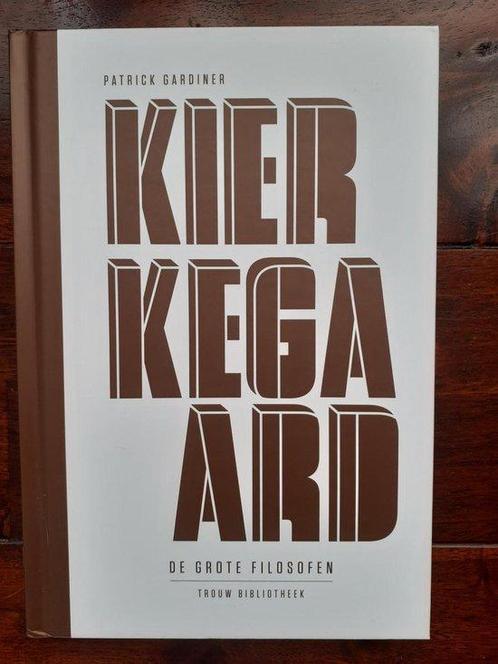 PATRICK GARDINER
KIER
KEGA
ARD
DE GROTE FILOSOFEN
TROUW BIBLIOTHEEK